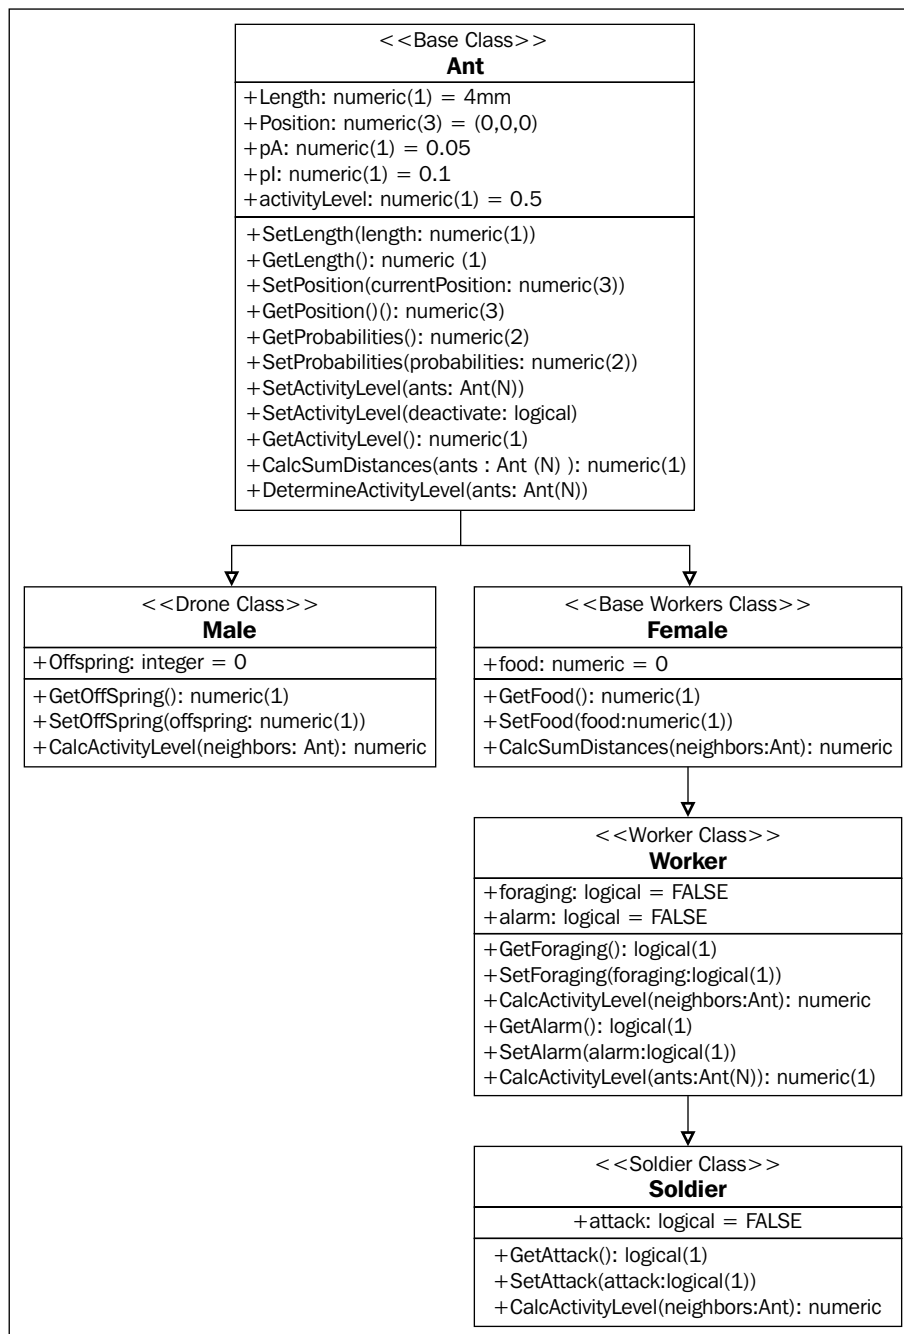 <<Base Class>>
Ant
+Length: numeric(1) = 4mm
+Position: numeric(3) = (0,0,0)
+pA: numeric(1) = 0.05
+pI: numeric(1) = 0.1
+activityLevel: numeric(1) = 0.5
+SetLength(length: numeric(1))
+GetLength(): numeric (1)
+SetPosition(currentPosition: numeric(3))
+GetPosition()(): numeric(3)
+GetProbabilities(): numeric(2)
+SetProbabilities(probabilities: numeric(2))
+SetActivityLevel(ants: Ant(N))
+SetActivityLevel(deactivate: logical)
+GetActivityLevel(): numeric(1)
+CalcSumDistances(ants : Ant (N) ): numeric(1)
+DetermineActivityLevel(ants: Ant(N))
<<Drone Class>>
Male
+Offspring: integer = 0
+GetOffSpring(): numeric(1)
+SetOffSpring(offspring: numeric(1))
+CalcActivityLevel(neighbors: Ant): numeric
<<Base Workers Class>>
Female
+food: numeric = 0
+GetFood(): numeric(1)
+SetFood(food:numeric(1))
+CalcSumDistances(neighbors:Ant): numeric
<<Worker Class>>
Worker
+foraging: logical = FALSE
+alarm: logical = FALSE
+GetForaging(): logical(1)
+SetForaging(foraging:logical(1))
+CalcActivityLevel(neighbors:Ant): numeric
+GetAlarm(): logical(1)
+SetAlarm(alarm:logical(1))
+CalcActivityLevel(ants:Ant(N)): numeric(1)
<<Soldier Class>>
Soldier
+attack: logical = FALSE
+GetAttack(): logical(1)
+SetAttack(attack:logical(1))
+CalcActivityLevel(neighbors:Ant): numeric